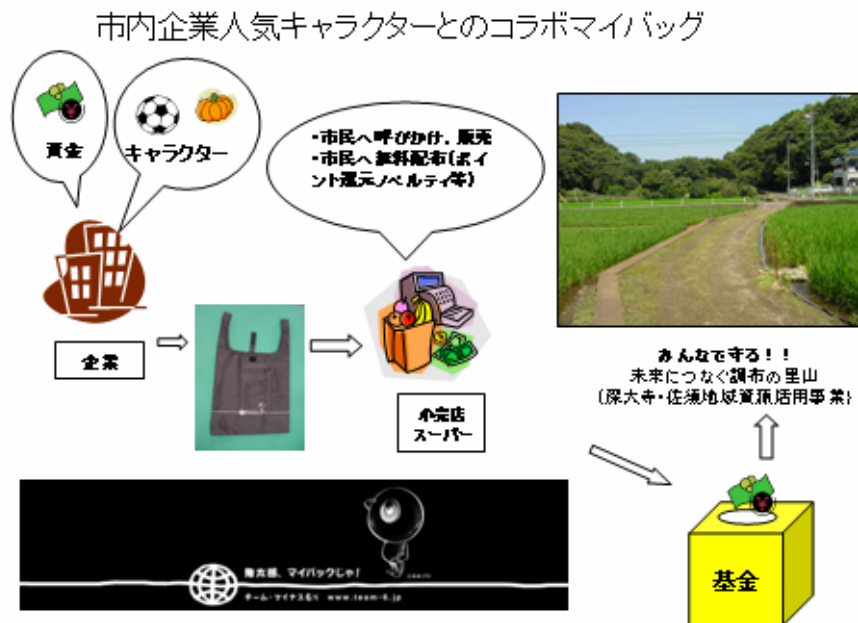 市内企業人気キャラクターとのコラボマイバッグ
資金
キャラクター
・市民へ呼びかけ、販売
・市民へ無料配布(ポイ
ント還元ノベルティ等)
企業
小売店
スーパー
みんなで守る!!
未来につなぐ調布の里山
(深大寺・佐須地域資源活用事業)
基金
鬼太郎、マイバックじゃ!
チーム・マイナス6% www.team-6.jp